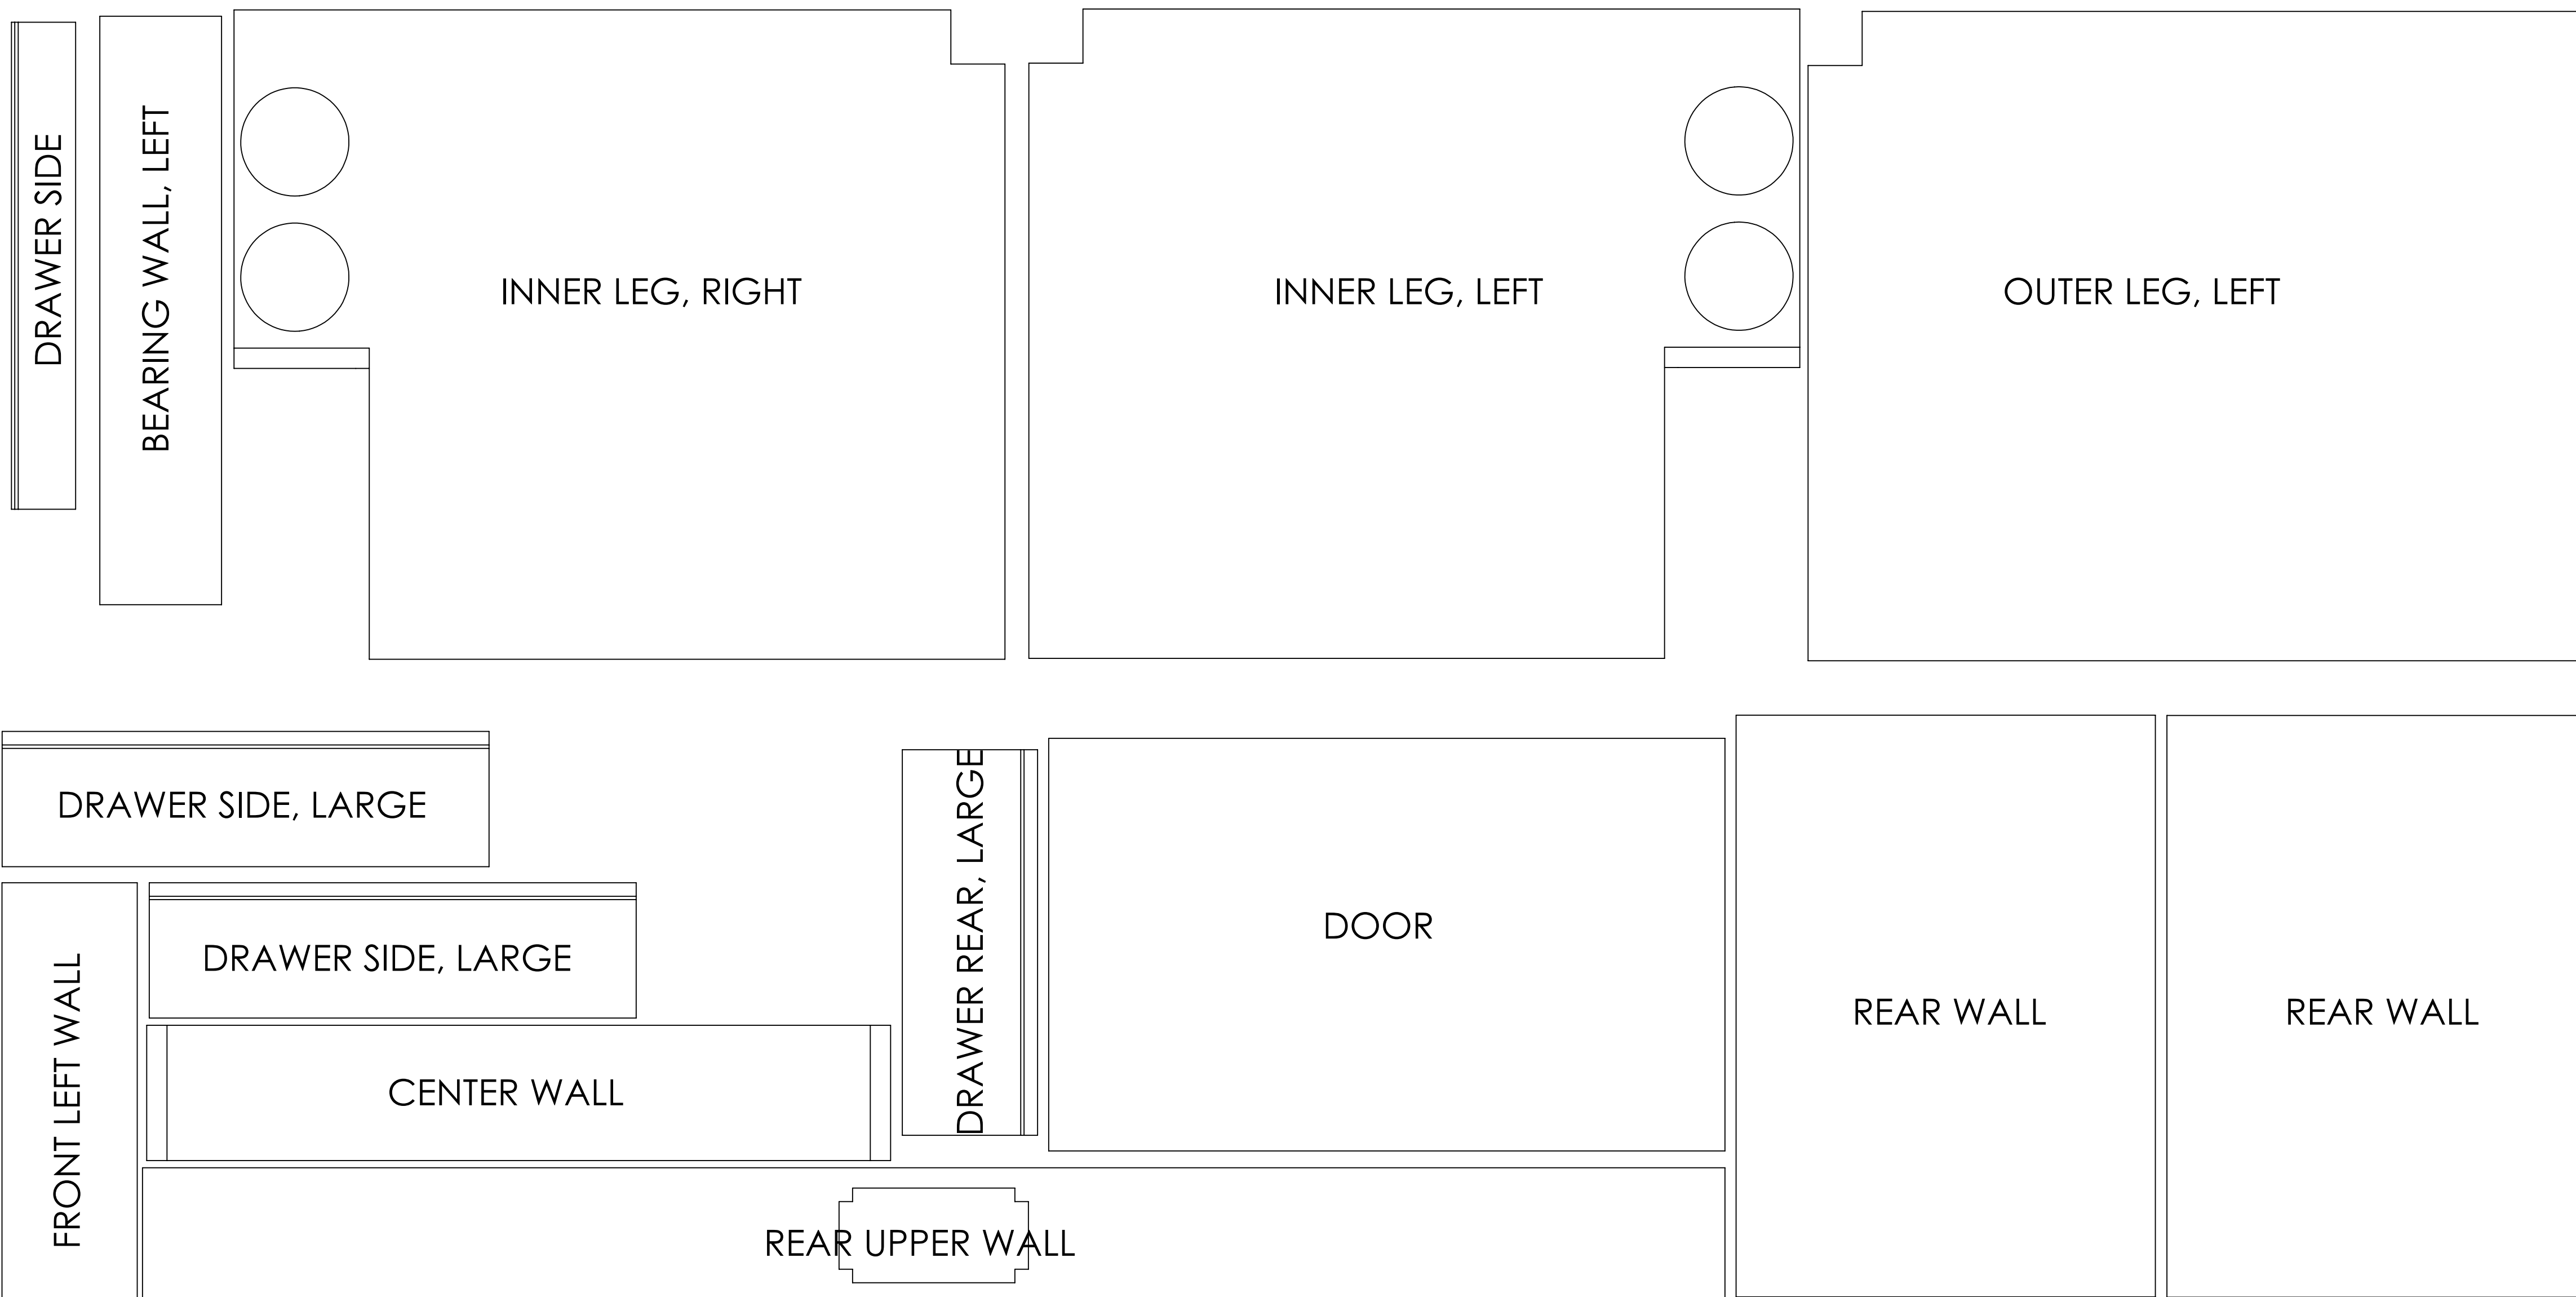 DRAWER SIDE
BEARING WALL, LEFT
INNER LEG, RIGHT
INNER LEG, LEFT
OUTER LEG, LEFT
DRAWER SIDE, LARGE
DRAWER REAR, LARGE
DOOR
REAR WALL
REAR WALL
DRAWER SIDE, LARGE
FRONT LEFT WALL
CENTER WALL
REAR UPPER WALL